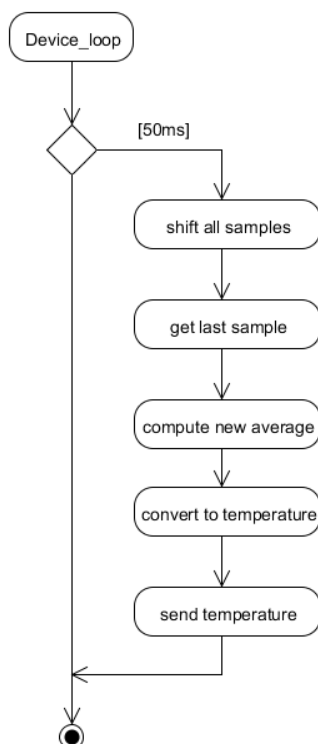 Device_loop
[50ms]
shift all samples
get last sample
compute new average
convert to temperature
send temperature